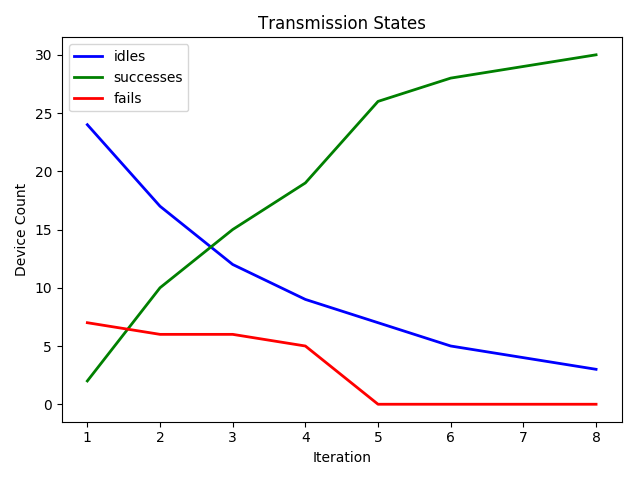 Transmission States
idles
successes
fails
Device Count
30
25
20
15
10
5
0
1 2 3 4 5 6 7 8
Iteration